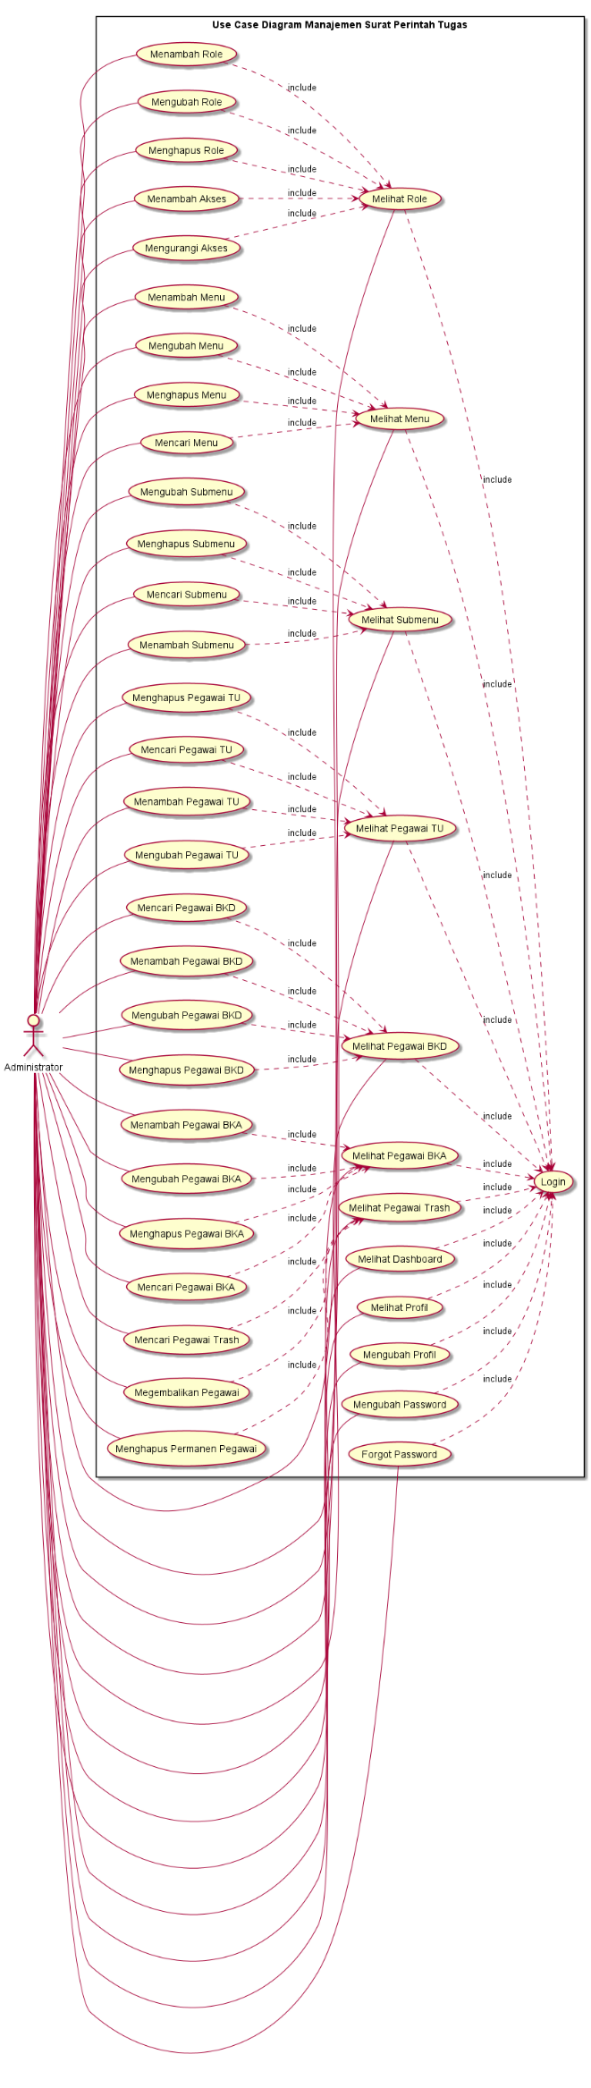 Use Case Diagram Manajemen Surat Perintah Tugas
Menambah Role
include
Mengubah Role
include
Menghapus Role
include
Menambah Akses
include
Melihat Role
include
Mengurangi Akses
Menambah Menu
include
Mengubah Menu
include
Menghapus Menu
include
Melihat Menu
include
Mencari Menu
include
Mengubah Submenu
include
Menghapus Submenu
include
Mencari Submenu
include
Melihat Submenu
include
Menambah Submenu
include
Menghapus Pegawai TU
include
Mencari Pegawai TU
include
Menambah Pegawai TU
include
Melihat Pegawai TU
include
Mengubah Pegawai TU
include
Mencari Pegawai BKD
include
Menambah Pegawai BKD
include
Mengubah Pegawai BKD
include
include
Melihat Pegawai BKD
include
Menghapus Pegawai BKD
Administrator
include
Menambah Pegawai BKA
include
Melihat Pegawai BKA
include
Mengubah Pegawai BKA
include
Login
include
include
Melihat Pegawai Trash
include
Menghapus Pegawai BKA
include
include
Melihat Dashboard
Mencari Pegawai BKA
include
include
Melihat Profil
include
Mencari Pegawai Trash
include
Mengubah Profil
include
Megembalikan Pegawai
include
Mengubah Password
Menghapus Permanen Pegawai
Forgot Password